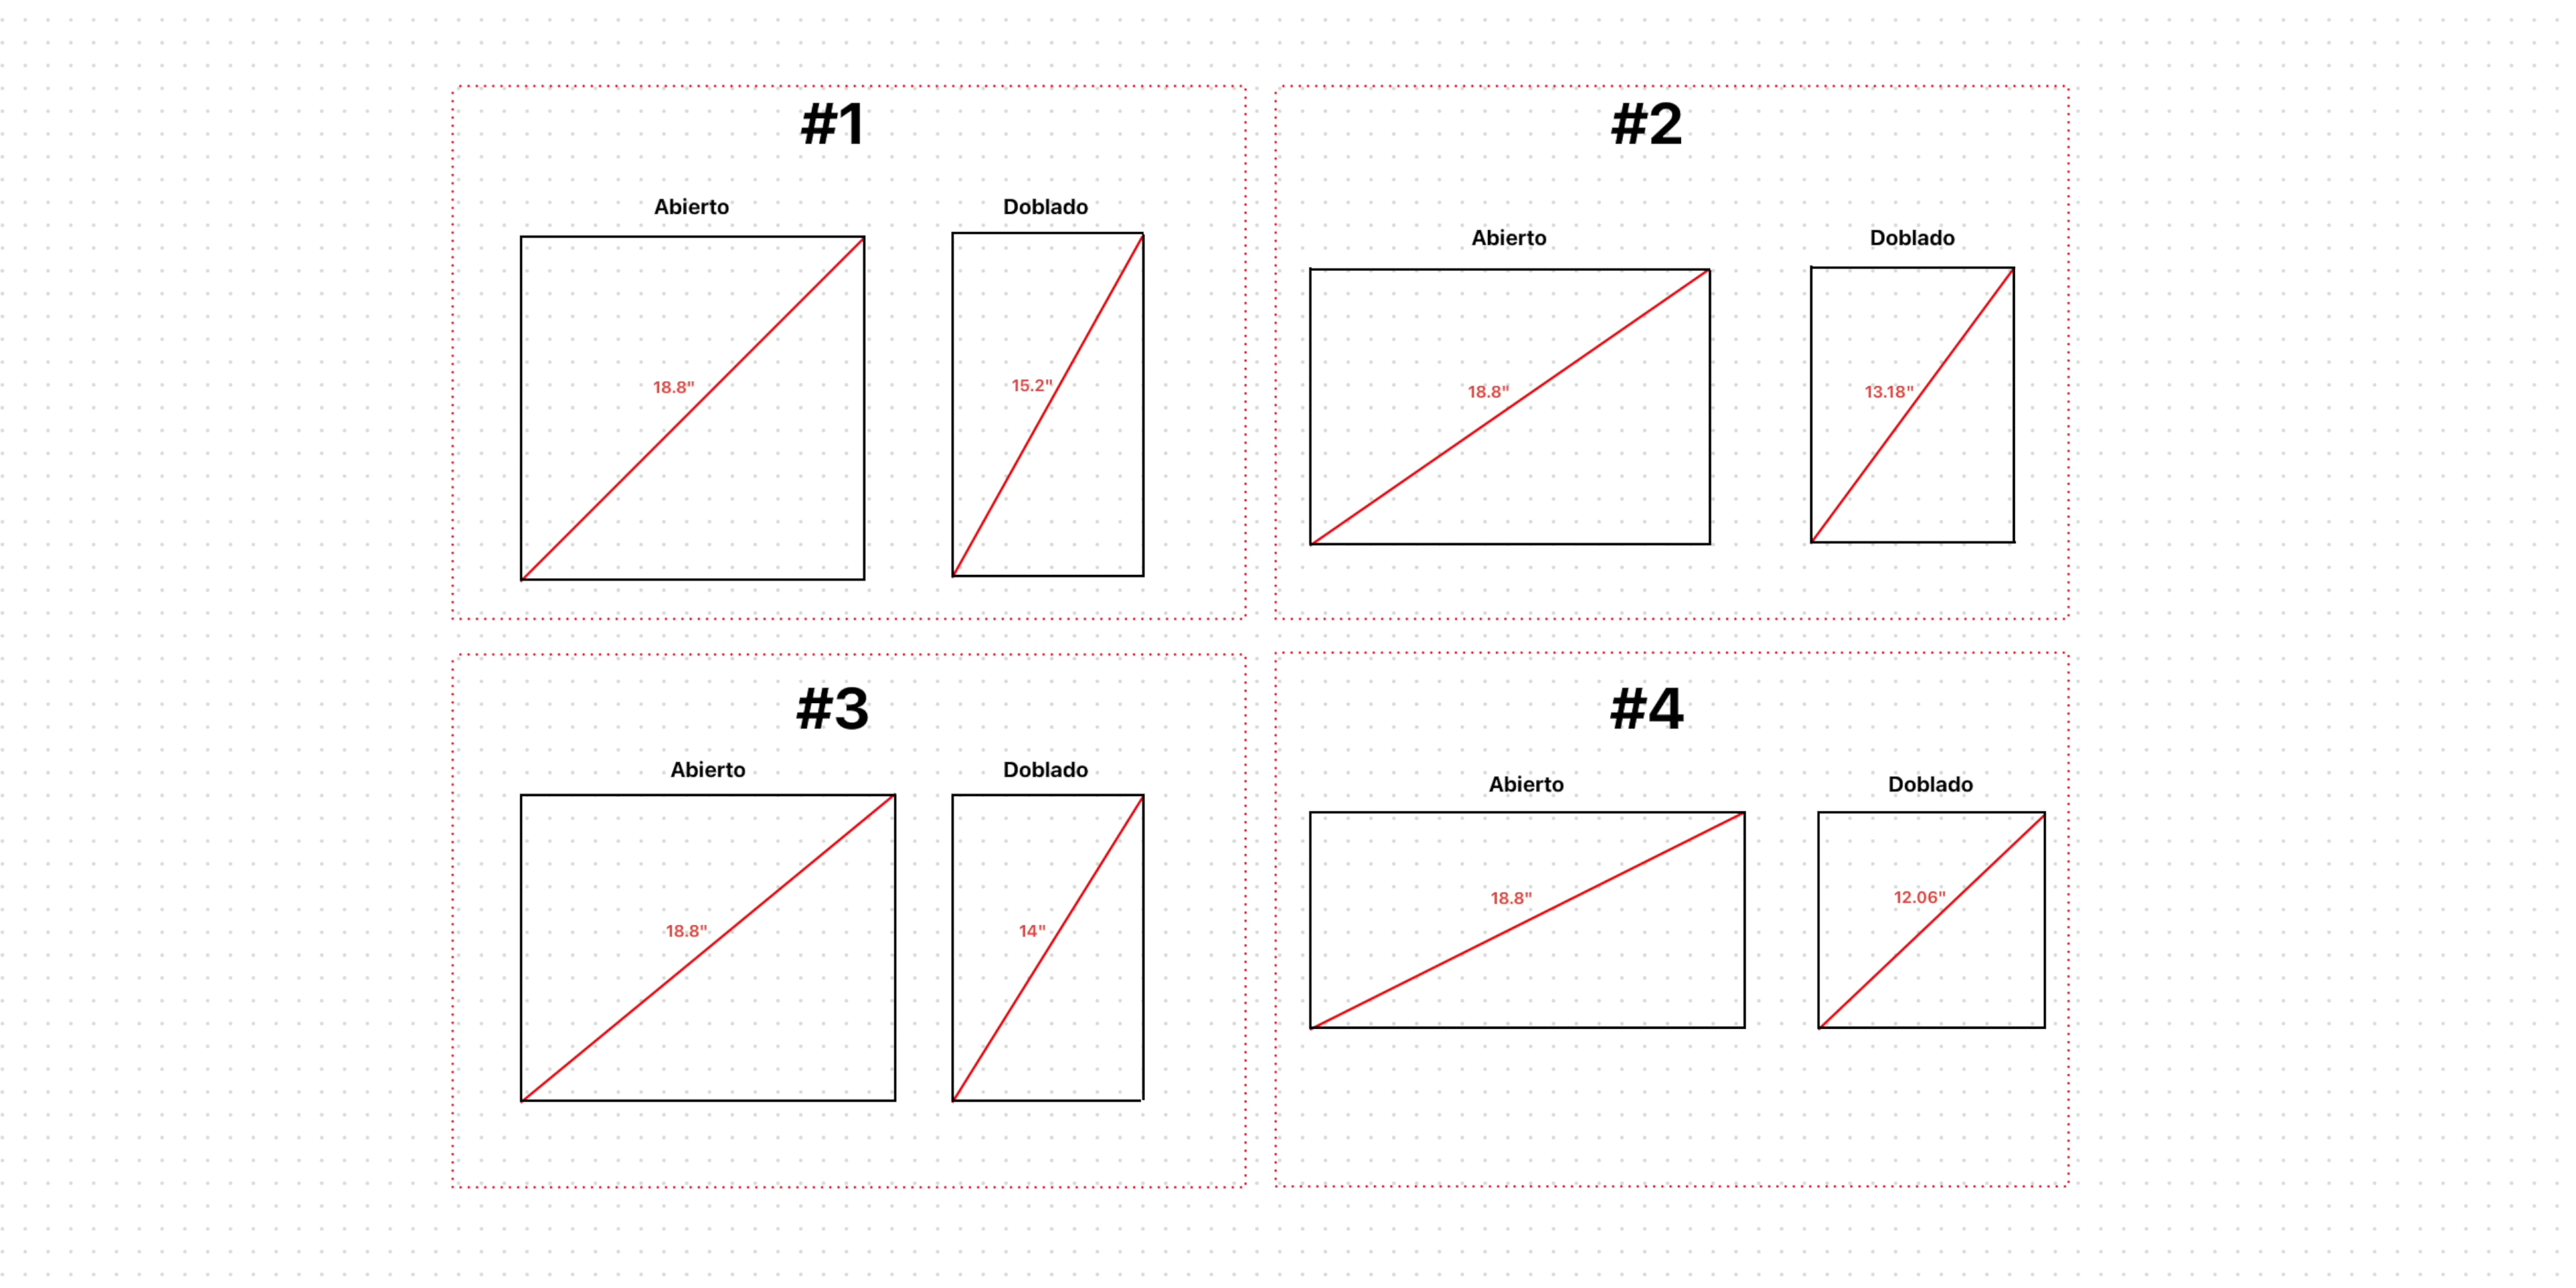 #1
Abierto
Doblado
18.8"
15.2"
#2
Abierto
Doblado
18.8"
13.18"
#3
Abierto
Doblado
18.8"
14"
#4
Abierto
Doblado
18.8"
12.06"